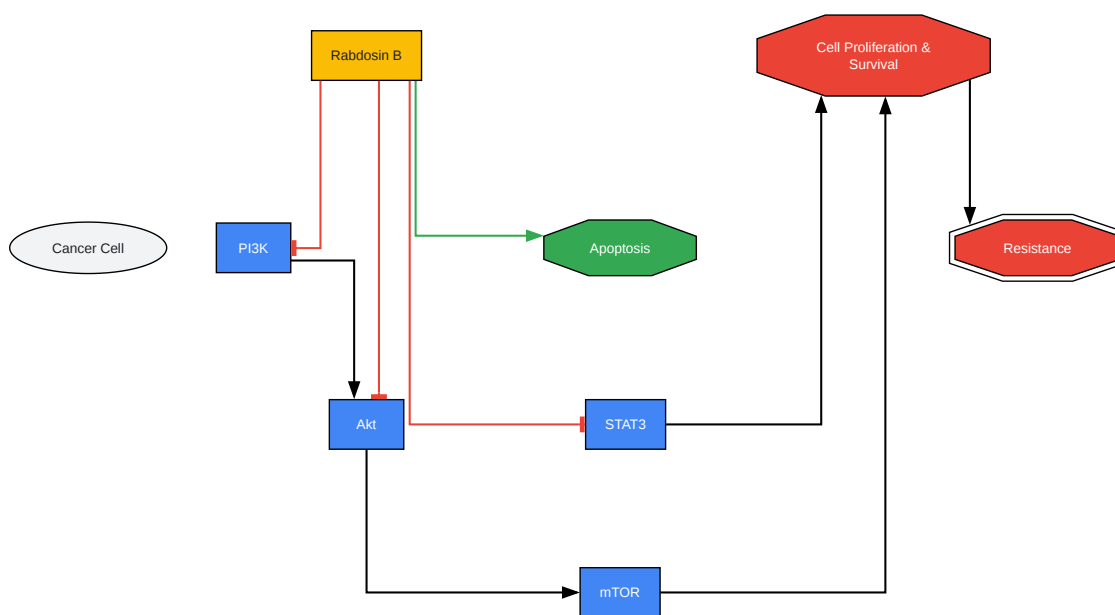 Rabdosin B
Cell Proliferation &
Survival
Cancer Cell
PI3K
Apoptosis
Resistance
Akt
STAT3
mTOR